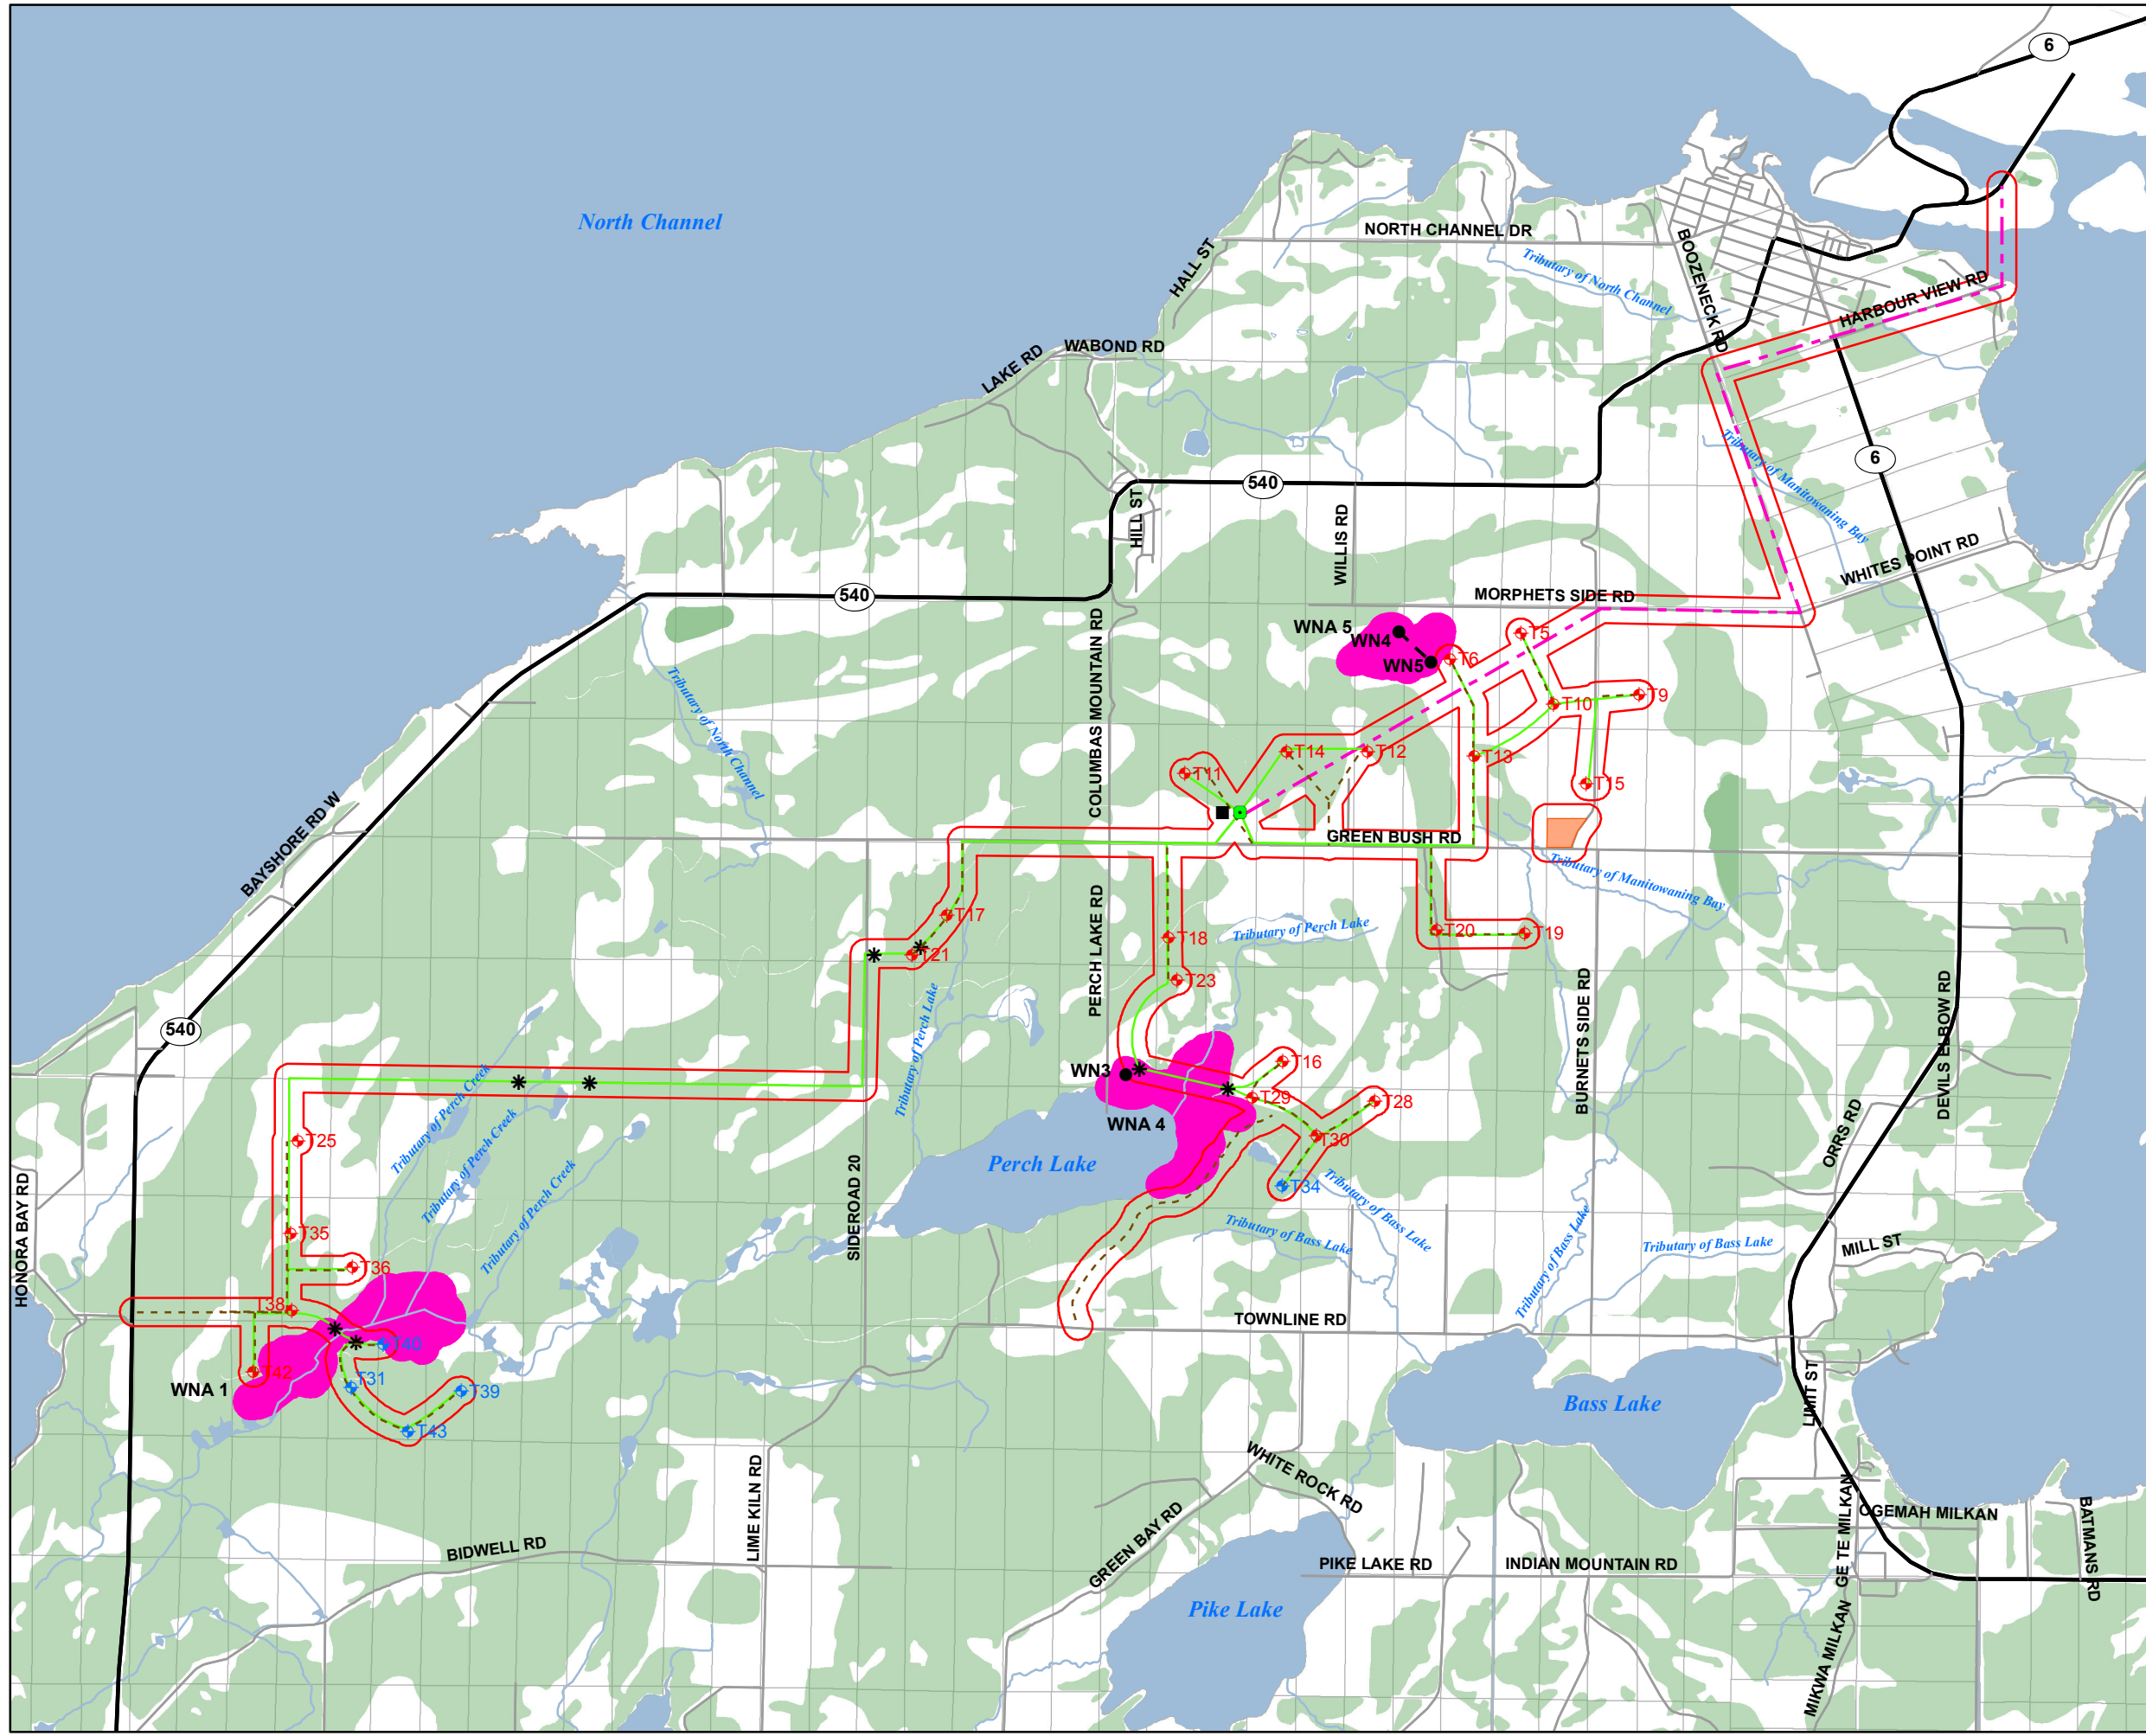 6
North Channel
NORTH CHANNEL DR
BOOZENECK RD
HALL ST
Tributary of North Channel
HARBOUR VIEW RD
WABOND RD
LAKE RD
6
540
Tributary of Manitowaning Bay
HILL ST
WILLIS RD
WHITES POINT RD
540
MORPHETS SIDE RD
WNA 5
WN4
T5
WN5
T6
COLUMBAS MOUNTAIN RD
Tributary of North Channel
T9
T10
T14
T12
T13
T11
T15
BAYSHORE RD W
GREEN BUSH RD
Tributary of Manitowaning Bay
T17
PERCH LAKE RD
Tributary of Perch Lake
T18
T20
T19
T21
T23
540
BURNETS SIDE RD
DEVILS ELBOW RD
Tributary of Perch Lake
WN3
T16
T29
T28
Tributary of Perch Creek
WNA 4
T25
T30
ORRS RD
Perch Lake
Tributary of Perch Creek
T34
Tributary of Bass Lake
HONORA BAY RD
SIDEROAD 20
Tributary of Perch Creek
T35
Tributary of Bass Lake
Tributary of Bass Lake
Tributary of Bass Lake
MILL ST
T36
T38
TOWNLINE RD
T40
T42
WNA 1
T31
T39
LIMIT ST
Bass Lake
T43
WHITE ROCK RD
LIME KILN RD
GREEN BAY RD
GE TE MILKAN
OGEMAH MILKAN
BATMANS RD
BIDWELL RD
PIKE LAKE RD
INDIAN MOUNTAIN RD
Pike Lake
MIKWA MILKAN